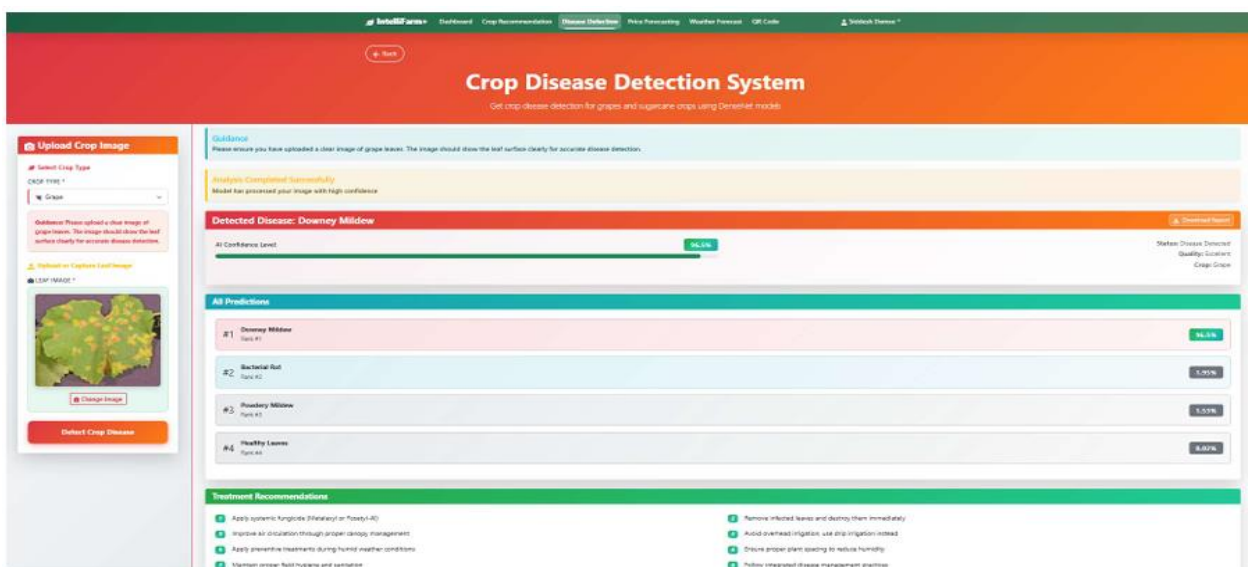 IntelliFarm+ Dashboard Crop Recommendation Disease Detection Price Forecasting Weather Forecast QR Code
← Back
Crop Disease Detection System
Get crop disease detection for grapes and sugarcane crops using DenseNet models
Upload Crop Image
Select Crop Type
CROP TYPE *
Grape
Guidance: Please upload a clear image of
grape leaves. The image should show the leaf
surface clearly for accurate disease detection.
Upload or Capture Leaf Image
LEAF IMAGE *
Change Image
Detect Crop Disease
Guidance
Please ensure you have uploaded a clear image of grape leaves. The image should show the leaf surface clearly for accurate disease detection.
Analysis Completed Successfully
Model has processed your image with high confidence
Detected Disease: Downey Mildew
Download Report
AI Confidence Level
96.5%
Status: Disease Detected
Quality: Excellent
Crop: Grape
All Predictions
#1 Downey Mildew 96.5%
Rank #1
#2 Bacterial Rot 1.95%
Rank #2
#3 Powdery Mildew 1.53%
Rank #3
#4 Healthy Leaves 0.02%
Rank #4
Treatment Recommendations
Apply systemic fungicide (Metalaxyl or Fosetyl-Al)
Remove infected leaves and destroy them immediately
Improve air circulation through proper canopy management
Avoid overhead irrigation, use drip irrigation instead
Apply preventive treatments during humid weather conditions
Ensure proper plant spacing to reduce humidity
Maintain proper field hygiene and sanitation
Follow integrated disease management practices